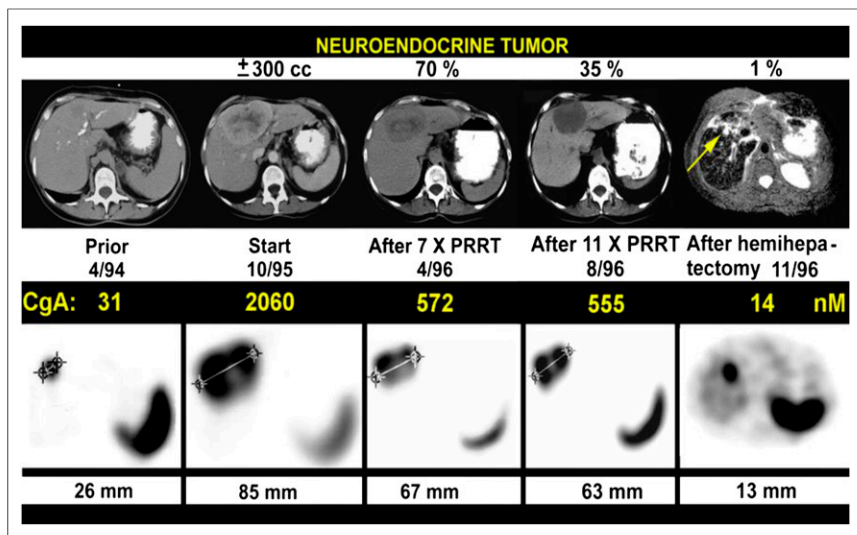 NEUROENDOCRINE TUMOR
±300 cc 70 % 35 % 1 %
Prior Start After 7 X PRRT After 11 X PRRT After hemihepa-
4/94 10/95 4/96 8/96 tectomy 11/96
CgA: 31 2060 572 555 14 nM
26 mm 85 mm 67 mm 63 mm 13 mm